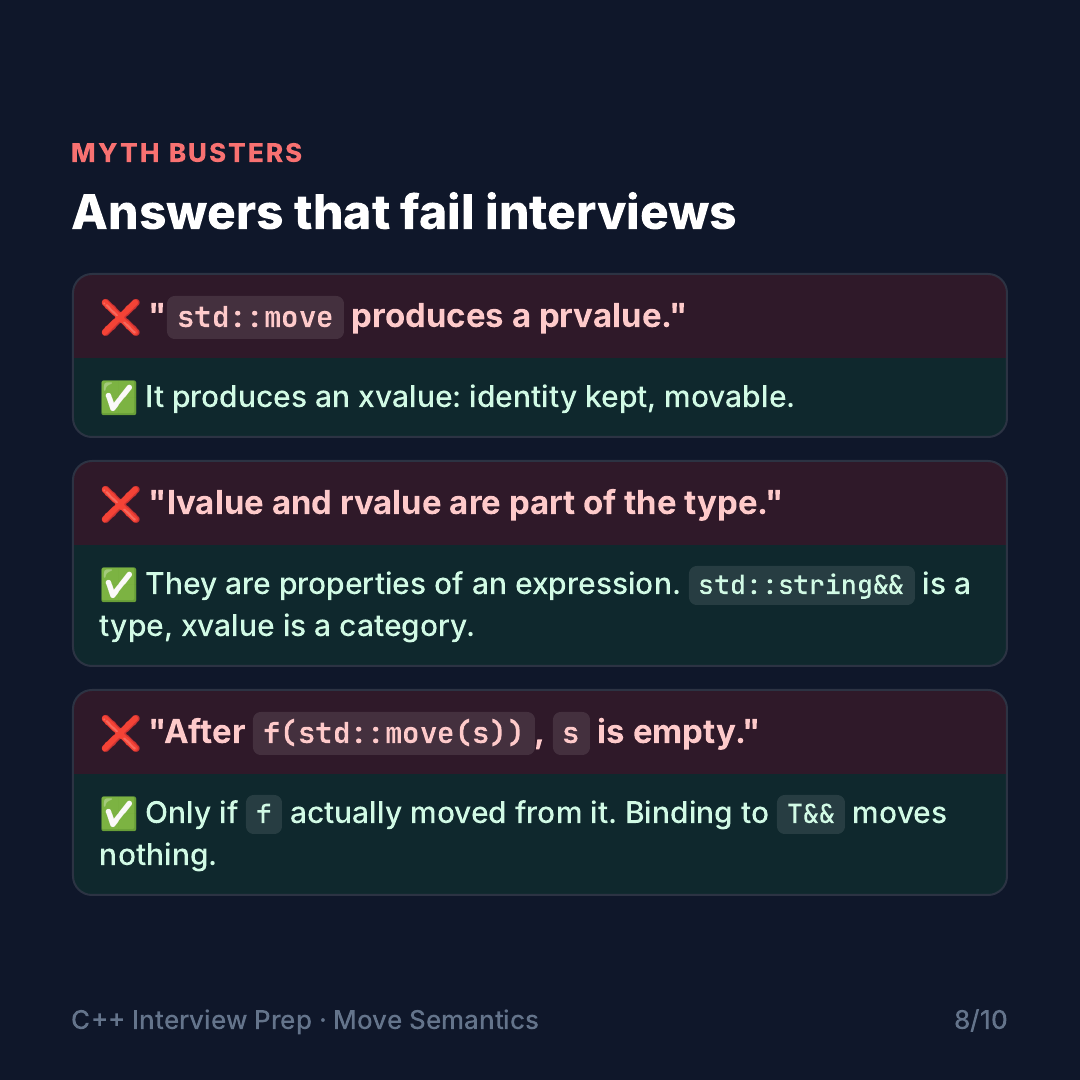 MYTH BUSTERS
Answers that fail interviews
❌ "std::move produces a prvalue."
✅ It produces an xvalue: identity kept, movable.
❌ "lvalue and rvalue are part of the type."
✅ They are properties of an expression. std::string&& is a
type, xvalue is a category.
❌ "After f(std::move(s)), s is empty."
✅ Only if f actually moved from it. Binding to T&& moves
nothing.
C++ Interview Prep · Move Semantics
8/10